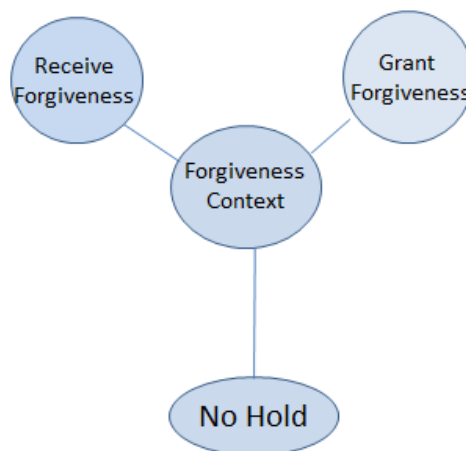 Receive
Forgiveness
Grant
Forgiveness
Forgiveness
Context
No Hold